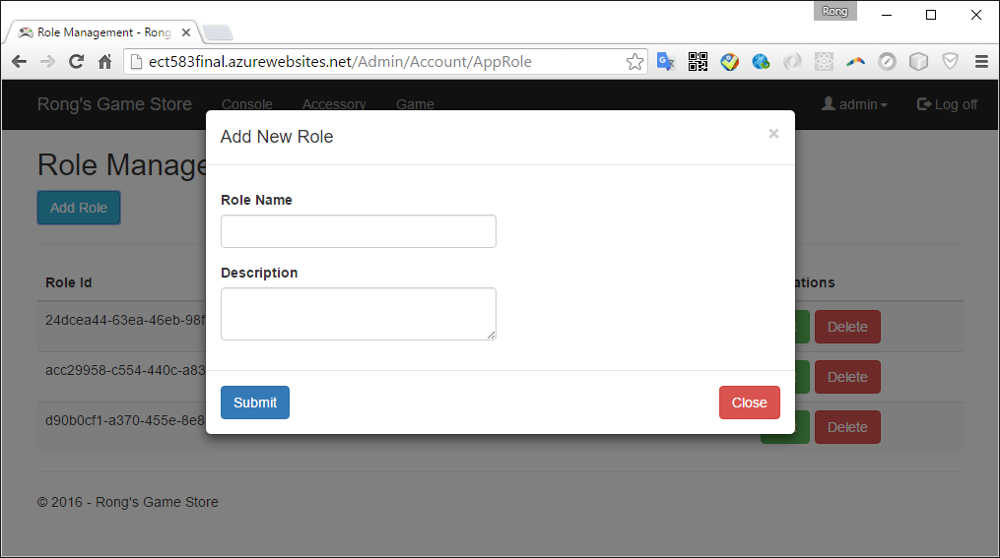 Rong
Role Management - Rong
ect583final.azurewebsites.net/Admin/Account/AppRole
Rong's Game Store Console Accessory Game admin Log off
Role Manage
Add Role
Add New Role ×
Role Name
Description
Submit Close
Role Id ations
24dcea44-63ea-46eb-98f Delete
acc29958-c554-440c-a83 Delete
d90b0cf1-a370-455e-8e8 Delete
© 2016 - Rong's Game Store